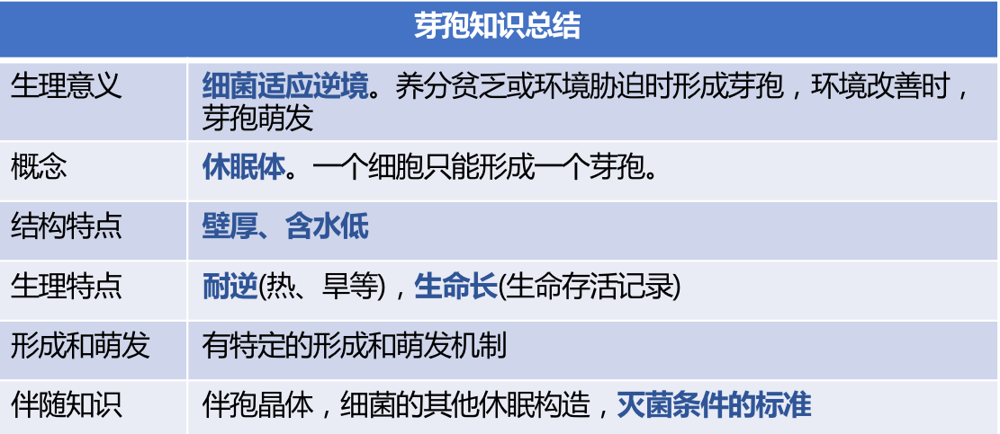 芽孢知识总结
生理意义
细菌适应逆境。养分贫乏或环境胁迫时形成芽孢，环境改善时，
芽孢萌发
概念
休眠体。一个细胞只能形成一个芽孢。
结构特点
壁厚、含水低
生理特点
耐逆(热、旱等)，生命长(生命存活记录)
形成和萌发
有特定的形成和萌发机制
伴随知识
伴孢晶体，细菌的其他休眠构造，灭菌条件的标准